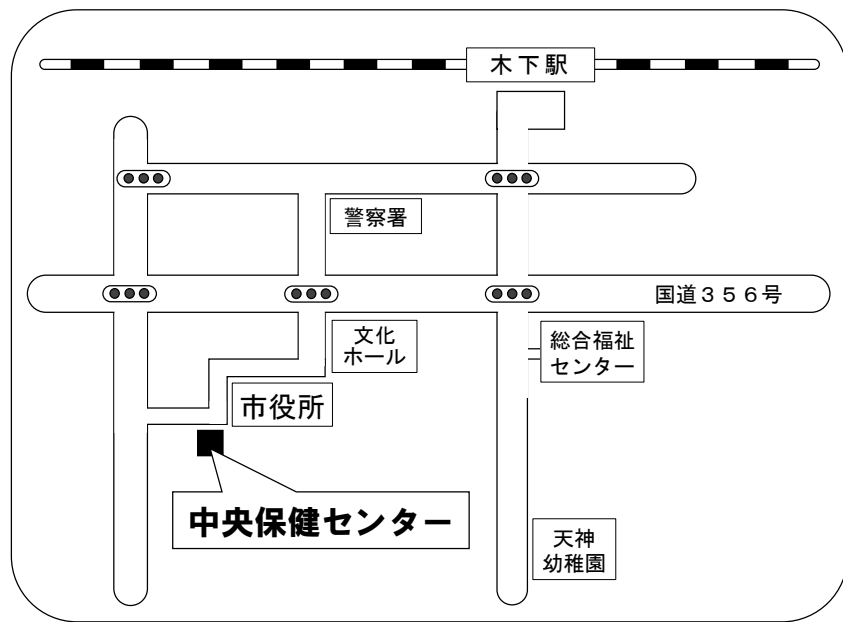 木下駅
警察署
国道３５６号
文化
ホール
総合福祉
センター
市役所
中央保健センター
天神
幼稚園